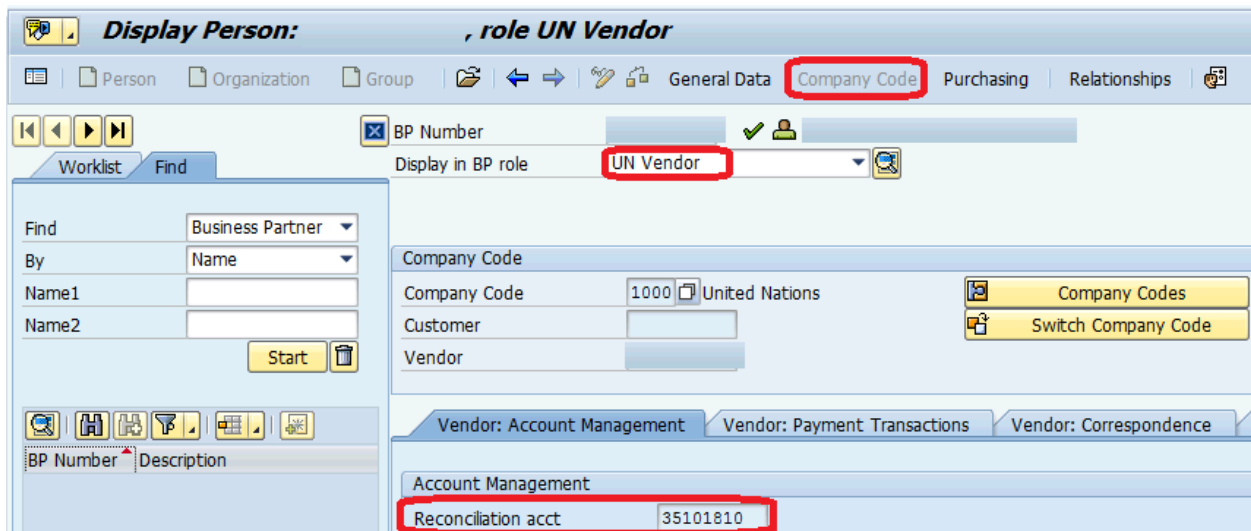 Display Person: , role UN Vendor
Person Organization Group General Data Company Code Purchasing Relationships
BP Number
Worklist Find
Display in BP role UN Vendor
Find Business Partner
By Name
Name1
Name2
Start
BP Number Description
Company Code
Company Code 1000 United Nations Company Codes
Customer Switch Company Code
Vendor
Vendor: Account Management Vendor: Payment Transactions Vendor: Correspondence
Account Management
Reconciliation acct 35101810